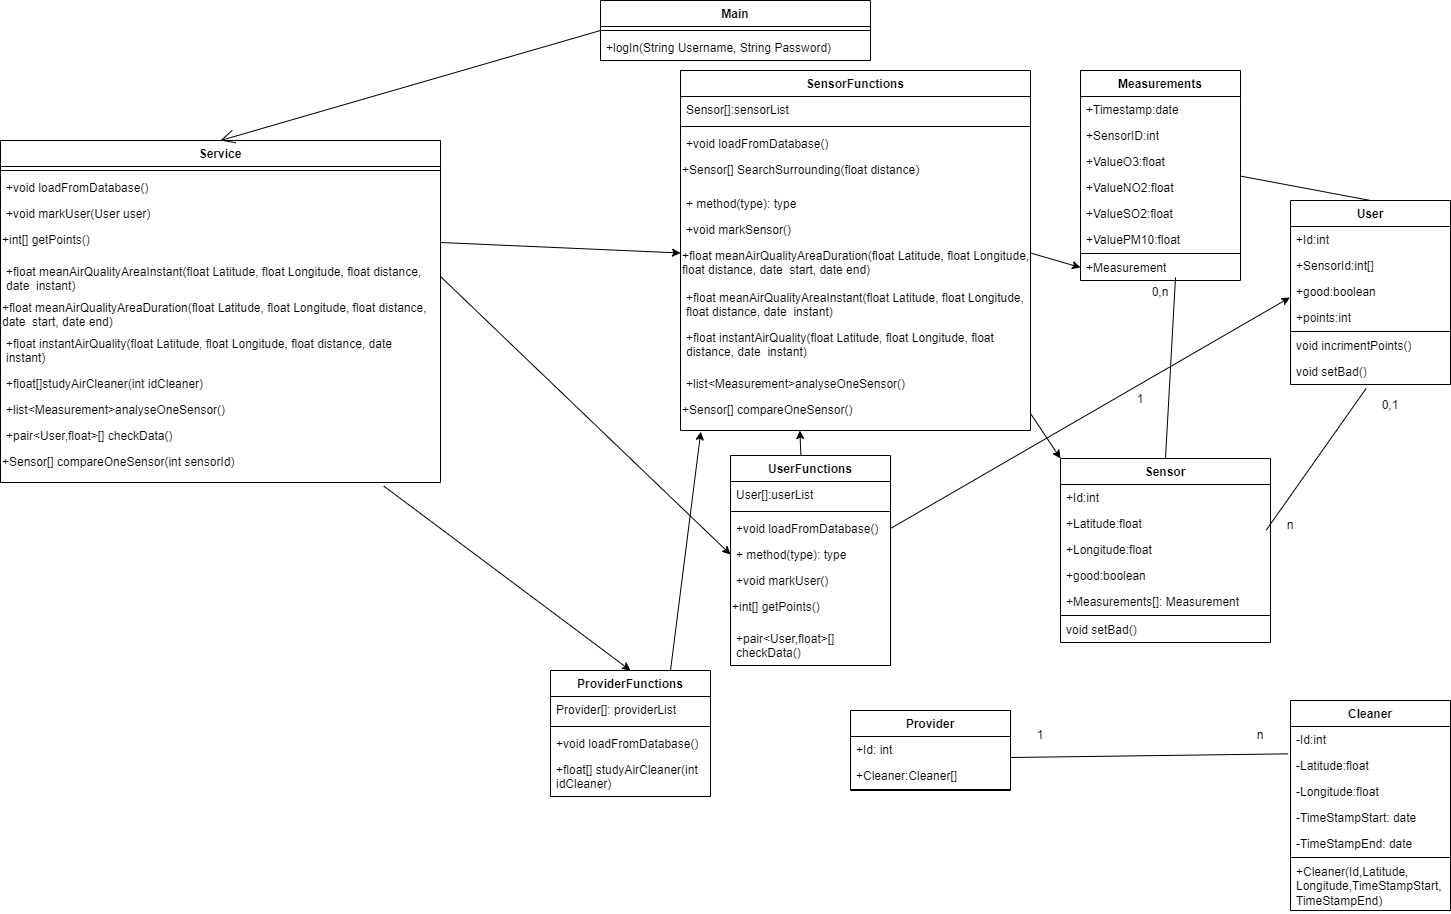 Main
+logIn(String Username, String Password)
Service
+void loadFromDatabase()
+void markUser(User user)
+int[] getPoints()
+float meanAirQualityAreaInstant(float Latitude, float Longitude, float distance,
date  instant)
+float meanAirQualityAreaDuration(float Latitude, float Longitude, float distance,
date  start, date end)
+float instantAirQuality(float Latitude, float Longitude, float distance, date
instant)
+float[]studyAirCleaner(int idCleaner)
+list<Measurement>analyseOneSensor()
+pair<User,float>[] checkData()
+Sensor[] compareOneSensor(int sensorId)
SensorFunctions
Sensor[]:sensorList
+void loadFromDatabase()
+Sensor[] SearchSurrounding(float distance)
+ method(type): type
+void markSensor()
+float meanAirQualityAreaDuration(float Latitude, float Longitude,
float distance, date  start, date end)
+float meanAirQualityAreaInstant(float Latitude, float Longitude,
float distance, date  instant)
+float instantAirQuality(float Latitude, float Longitude, float
distance, date  instant)
+list<Measurement>analyseOneSensor()
+Sensor[] compareOneSensor()
Measurements
+Timestamp:date
+SensorID:int
+ValueO3:float
+ValueNO2:float
+ValueSO2:float
+ValuePM10:float
+Measurement
0,n
User
+Id:int
+SensorId:int[]
+good:boolean
+points:int
void incrimentPoints()
void setBad()
1
0,1
n
UserFunctions
User[]:userList
+void loadFromDatabase()
+ method(type): type
+void markUser()
+int[] getPoints()
+pair<User,float>[]
checkData()
Sensor
+Id:int
+Latitude:float
+Longitude:float
+good:boolean
+Measurements[]: Measurement
void setBad()
ProviderFunctions
Provider[]: providerList
+void loadFromDatabase()
+float[] studyAirCleaner(int
idCleaner)
Provider
+Id: int
+Cleaner:Cleaner[]
1
n
Cleaner
-Id:int
-Latitude:float
-Longitude:float
-TimeStampStart: date
-TimeStampEnd: date
+Cleaner(Id,Latitude,
Longitude,TimeStampStart,
TimeStampEnd)